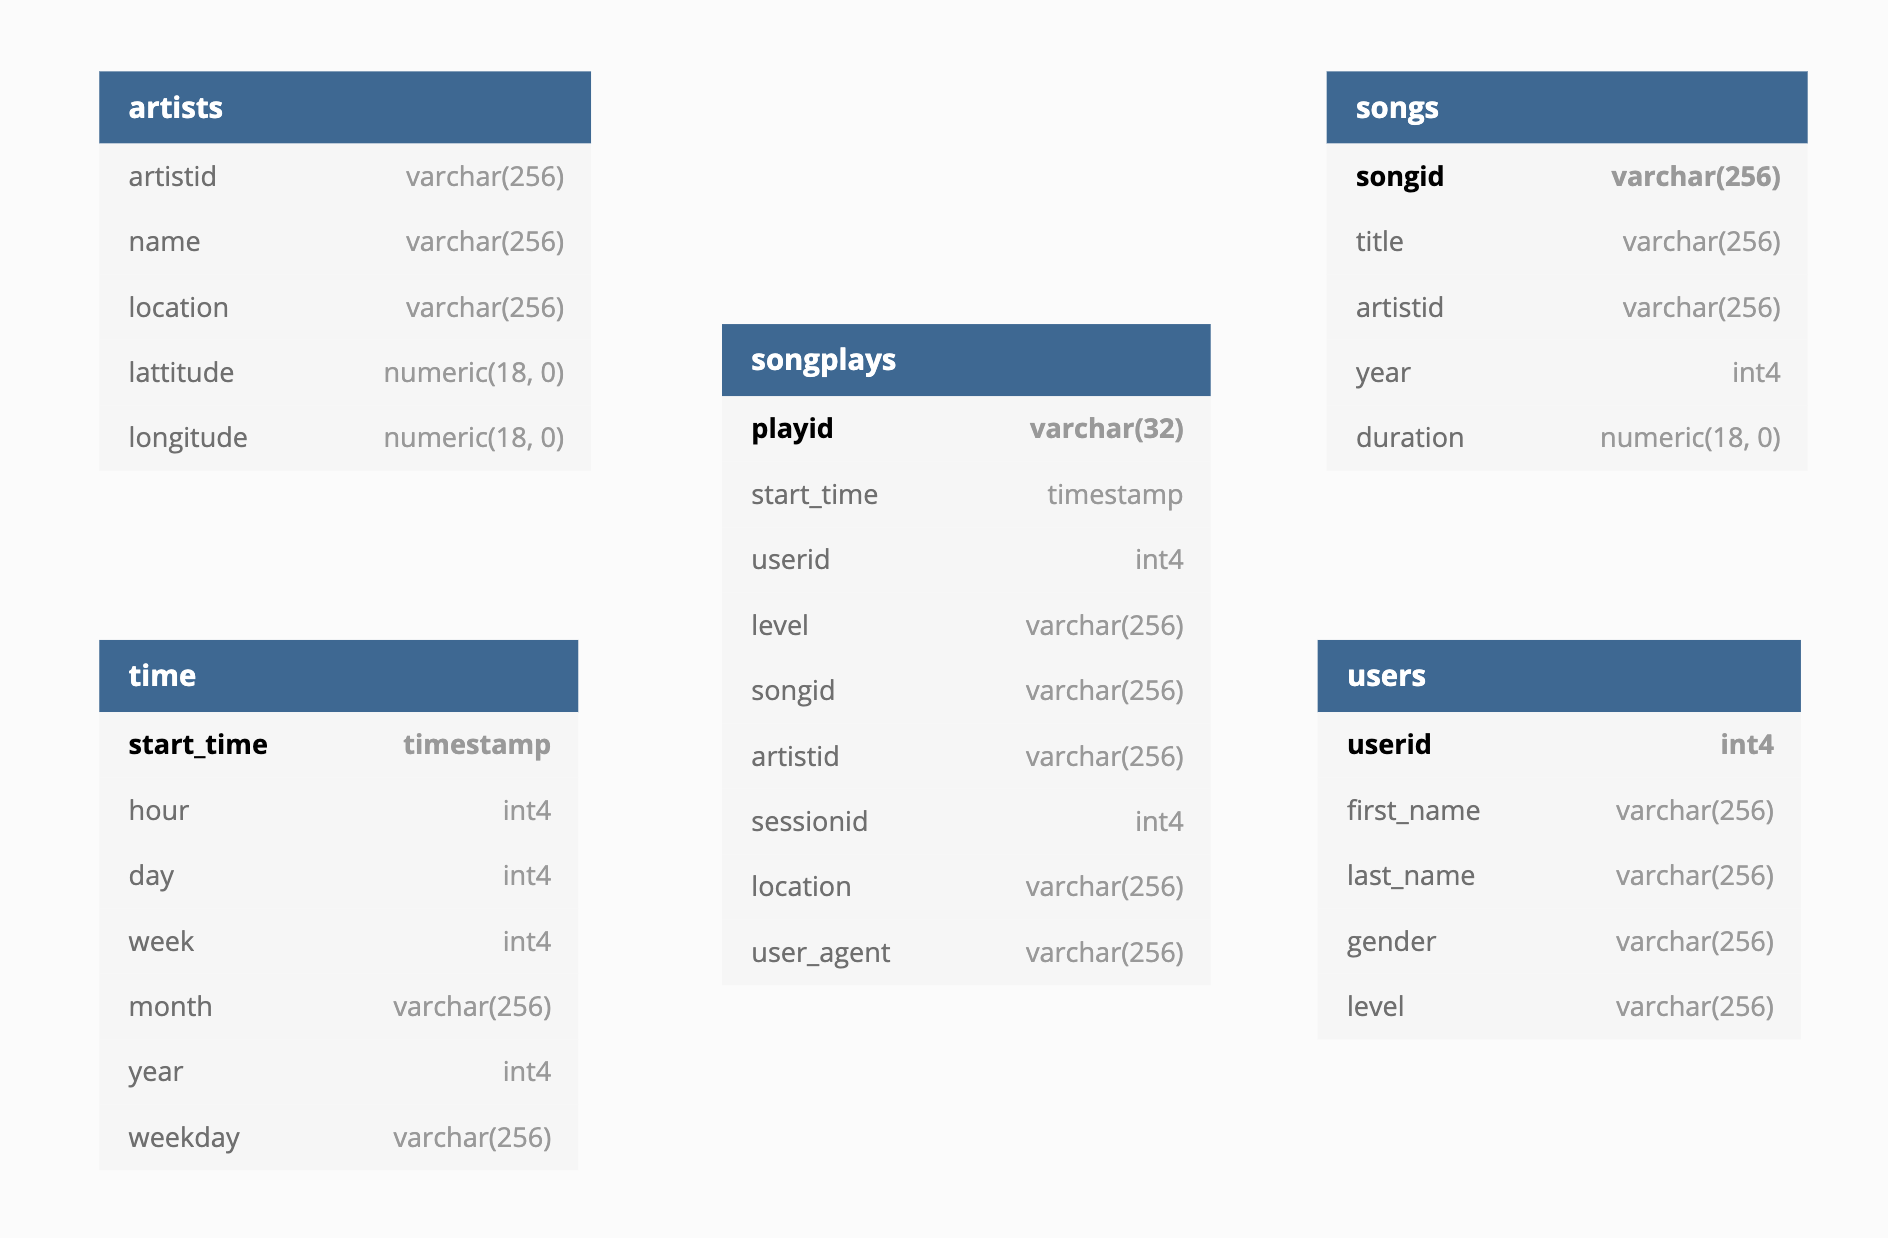 artists
artistid varchar(256)
name varchar(256)
location varchar(256)
lattitude numeric(18, 0)
longitude numeric(18, 0)
songs
songid varchar(256)
title varchar(256)
artistid varchar(256)
year int4
duration numeric(18, 0)
songplays
playid varchar(32)
start_time timestamp
userid int4
level varchar(256)
songid varchar(256)
artistid varchar(256)
sessionid int4
location varchar(256)
user_agent varchar(256)
time
start_time timestamp
hour int4
day int4
week int4
month varchar(256)
year int4
weekday varchar(256)
users
userid int4
first_name varchar(256)
last_name varchar(256)
gender varchar(256)
level varchar(256)